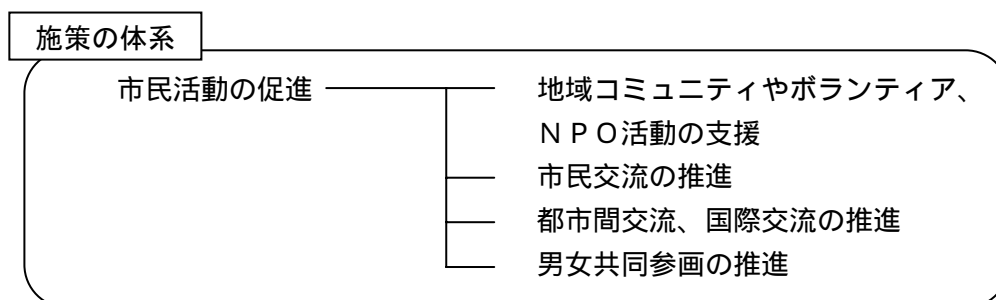 施策の体系
市民活動の促進
地域コミュニティやボランティア、
ＮＰＯ活動の支援
市民交流の推進
都市間交流、国際交流の推進
男女共同参画の推進